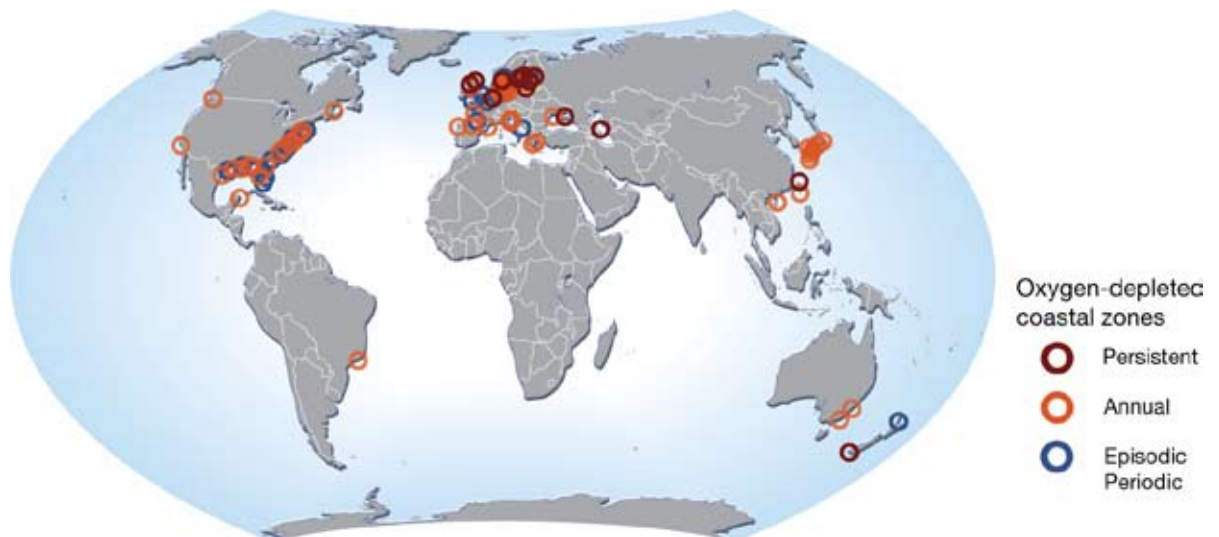 Oxygen-depleted
coastal zones
Persistent
Annual
Episodic
Periodic